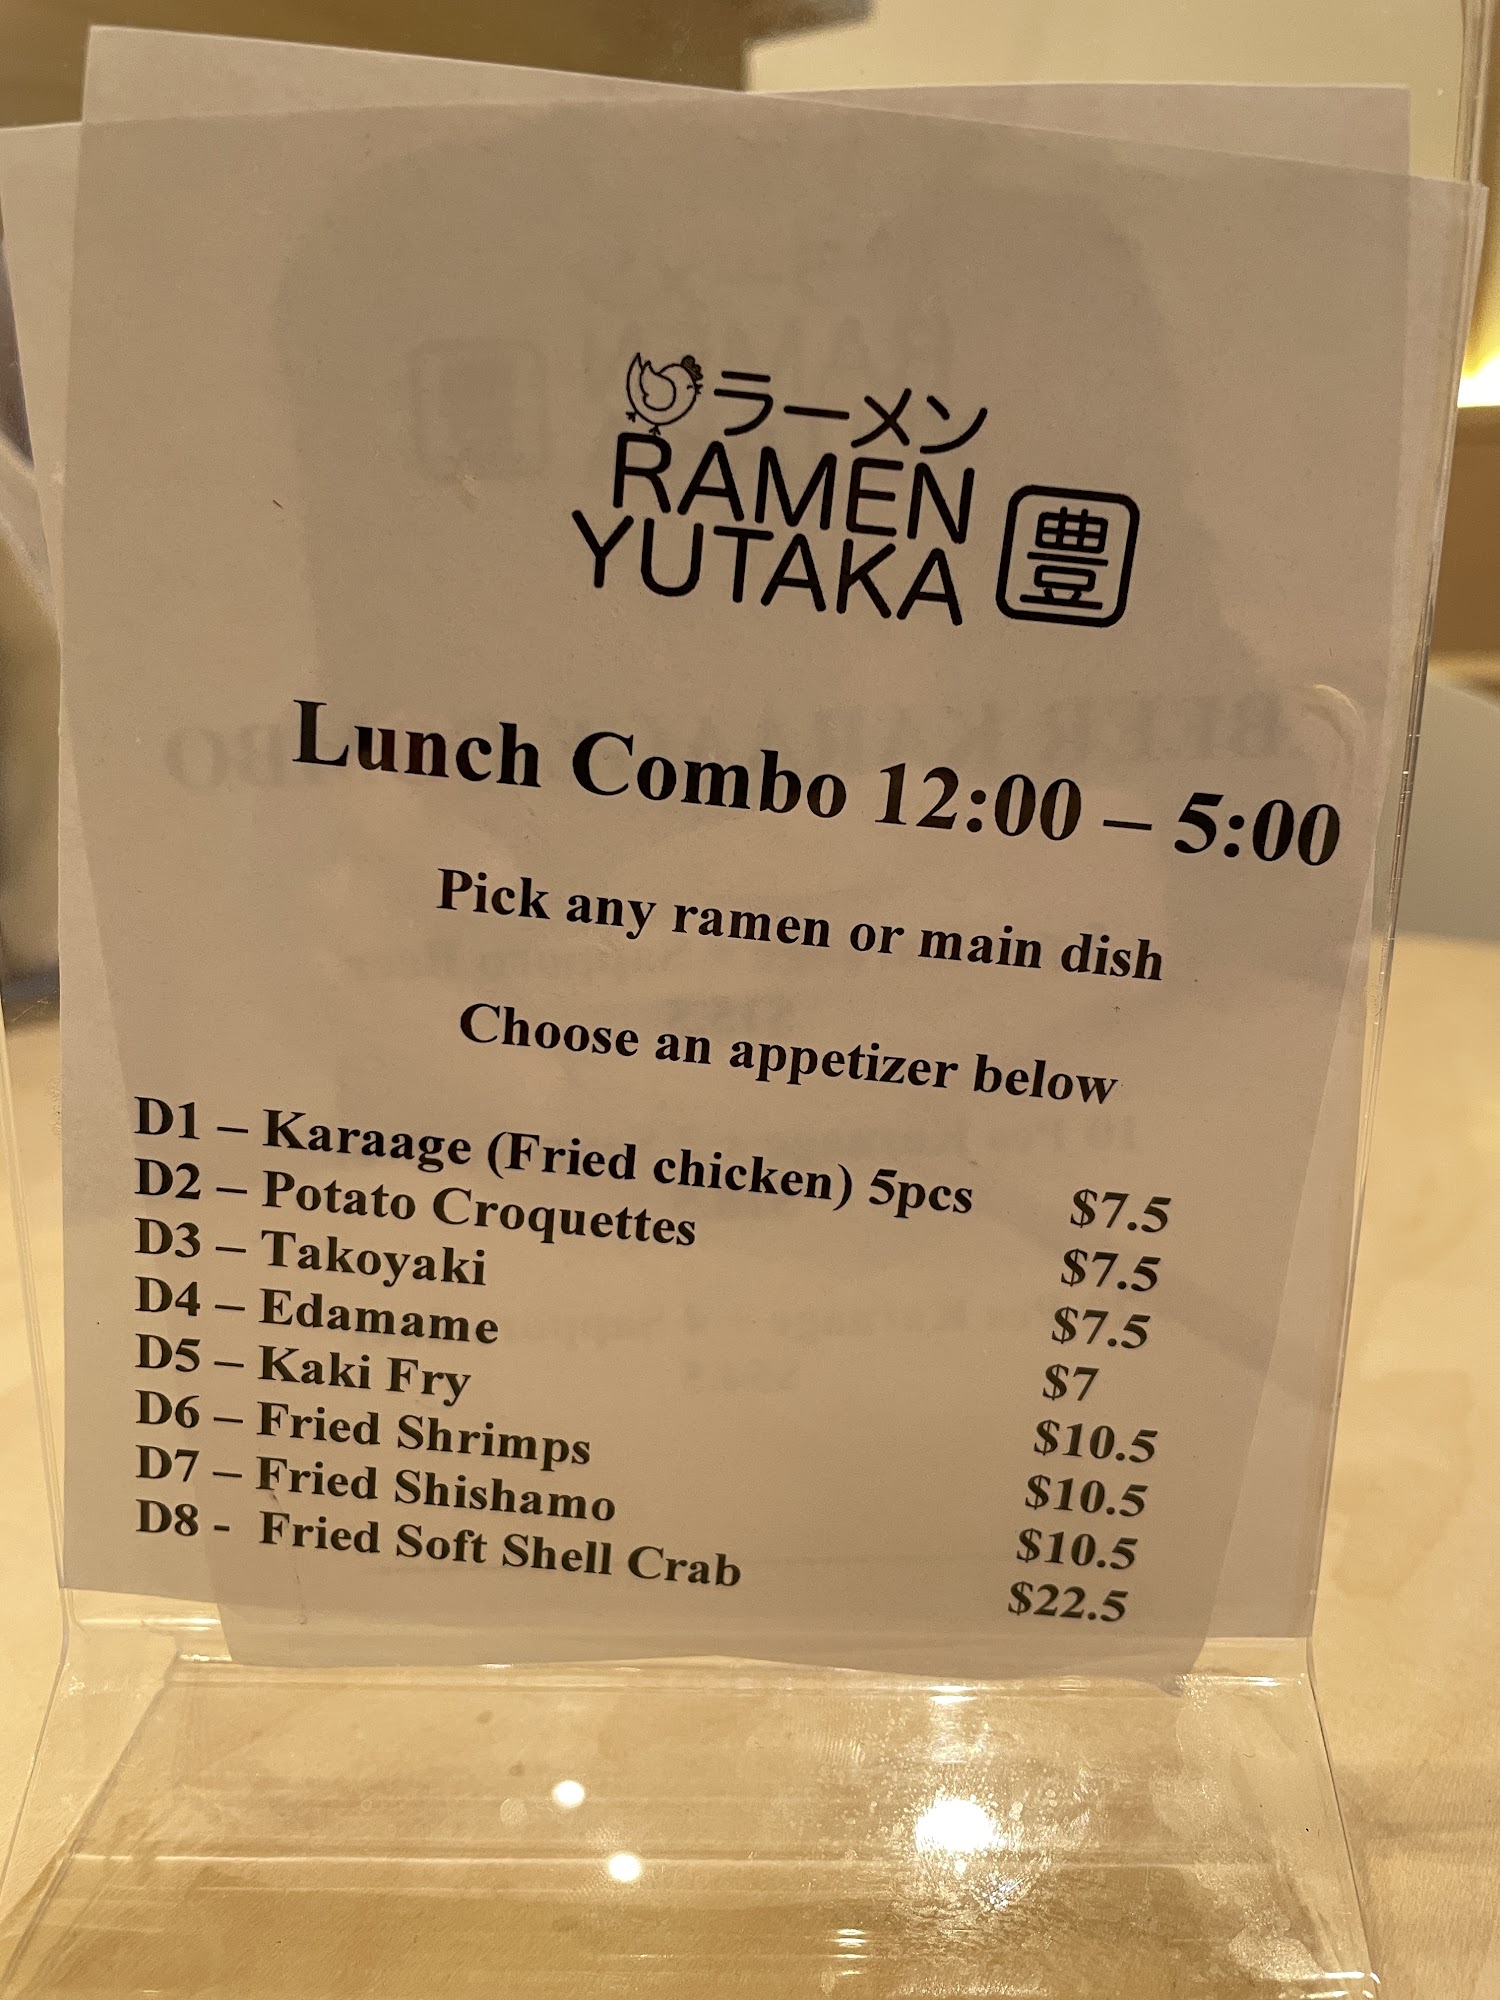 ラーメン
RAMEN
YUTAKA 豊
Lunch Combo 12:00 – 5:00
Pick any ramen or main dish
Choose an appetizer below
D1 – Karaage (Fried chicken) 5pcs $7.5
D2 – Potato Croquettes $7.5
D3 – Takoyaki $7.5
D4 – Edamame $7
D5 – Kaki Fry $10.5
D6 – Fried Shrimps $10.5
D7 – Fried Shishamo $10.5
D8 - Fried Soft Shell Crab $22.5